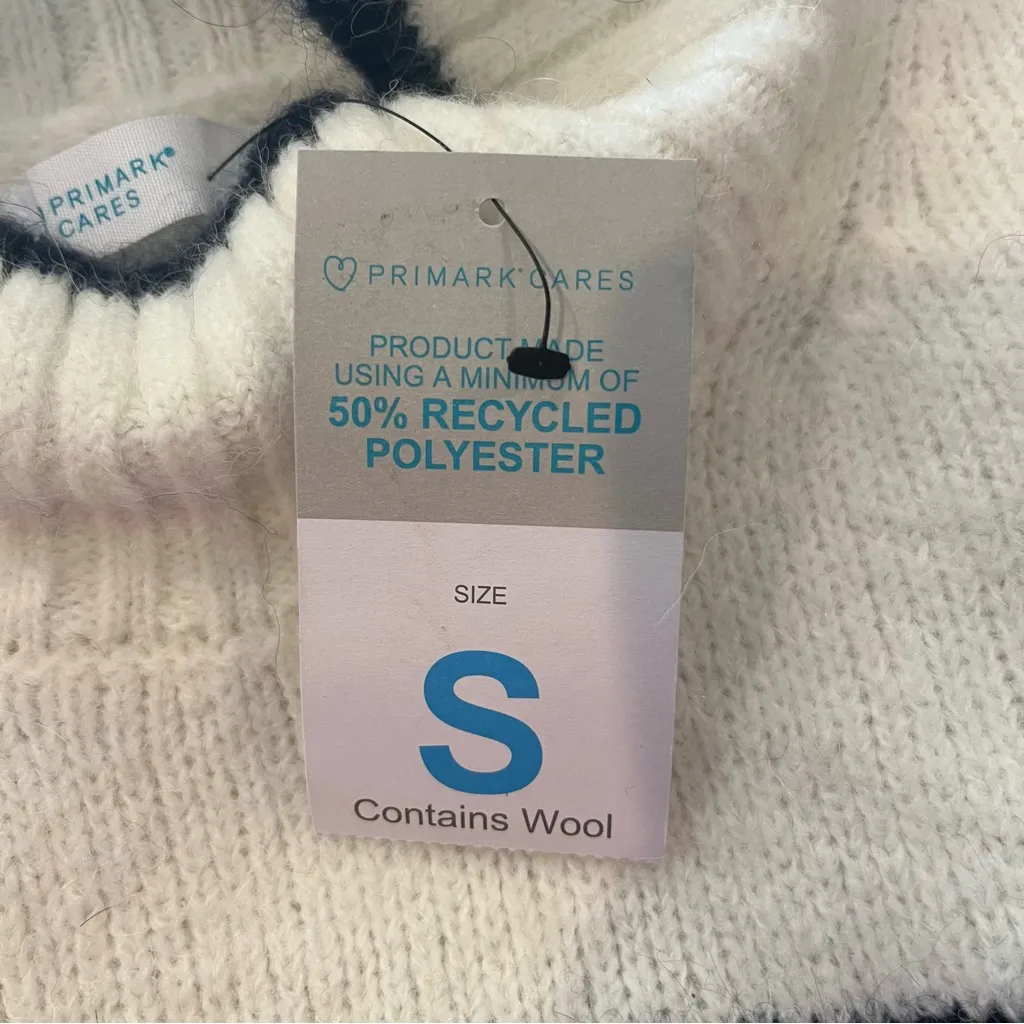 PRIMARK®
CARES
PRIMARK® CARES
PRODUCT MADE
USING A MINIMUM OF
50% RECYCLED
POLYESTER
SIZE
S
Contains Wool